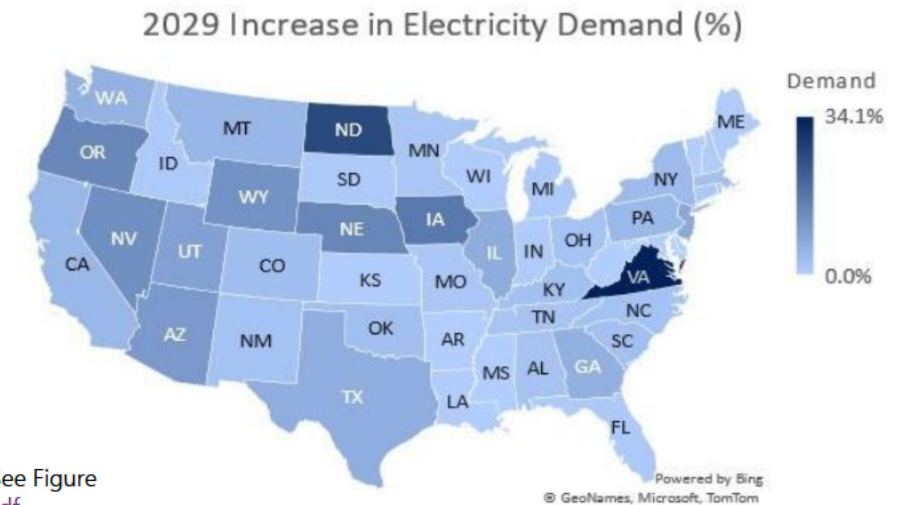 2029 Increase in Electricity Demand (%)
Demand
34.1%
0.0%
WA
MT
ND
MN
ME
OR
ID
SD
WI
MI
NY
WY
IA
PA
NE
NV
UT
IL
IN
OH
CA
CO
KS
MO
KY
VA
NC
TN
AZ
NM
OK
AR
SC
MS
AL
GA
TX
LA
FL
Powered by Bing
© GeoNames, Microsoft, TomTom
ee Figure
df